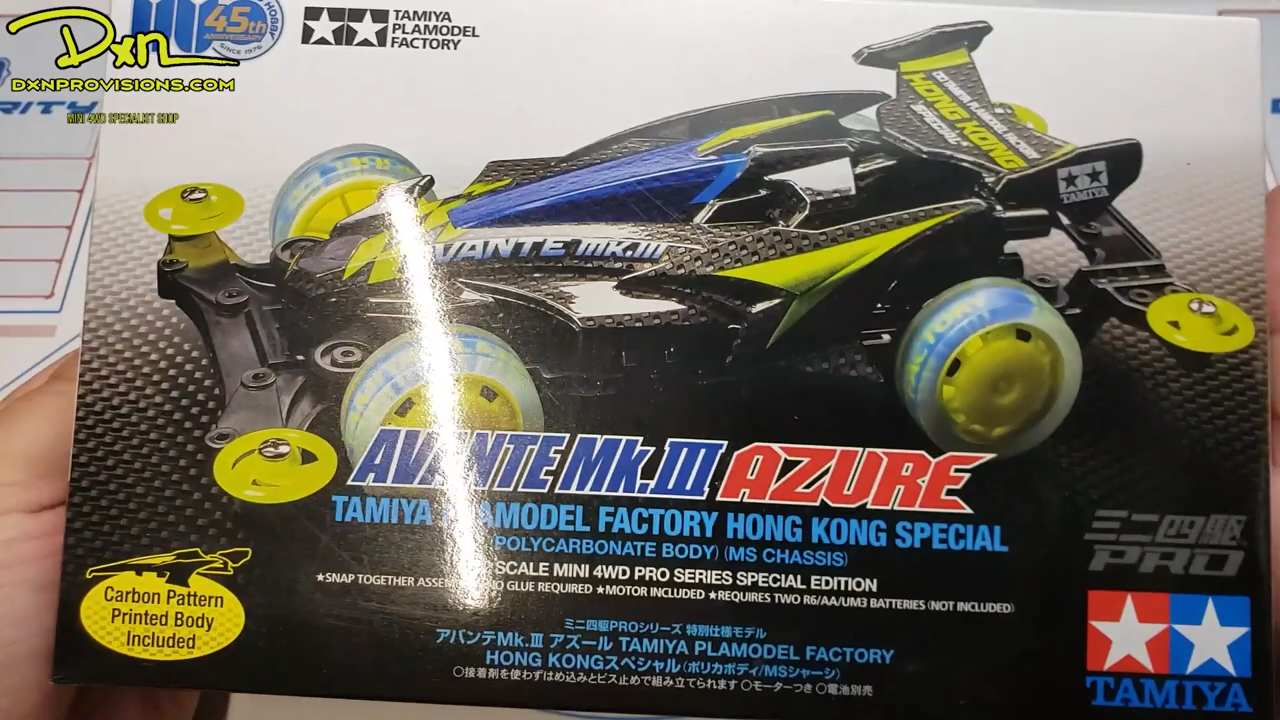 45th
ANNIVERSARY
SINCE 1976
HOBBY
Dxn
DXNPROVISIONS.COM
MINI 4WD SPECIALIST SHOP
RITY
TAMIYA
PLAMODEL
FACTORY
TAMIYA PLAMODEL FACTORY
HONG KONG
SPECIAL
TAMIYA
AVANTE MK.III
AVANTE Mk.III AZURE
TAMIYA PLAMODEL FACTORY HONG KONG SPECIAL
POLYCARBONATE BODY) (MS CHASSIS)
SCALE MINI 4WD PRO SERIES SPECIAL EDITION
★SNAP TOGETHER ASSEM NO GLUE REQUIRED ★MOTOR INCLUDED ★REQUIRES TWO R6/AA/UM3 BATTERIES (NOT INCLUDED)
Carbon Pattern
Printed Body
Included
ミニ四駆PROシリーズ 特別仕様モデル
アバンテMk.III アズール TAMIYA PLAMODEL FACTORY
HONG KONGスペシャル(ポリカボディ/MSシャーシ)
○接着剤を使わずはめ込みとビス止めで組み立てられます ○モーターつき ○電池別売
ミニ四駆
PRO
TAMIYA